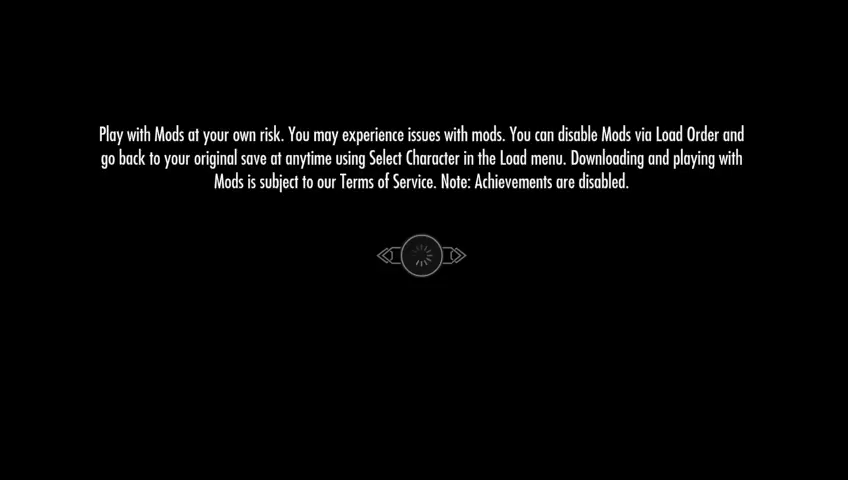 Play with Mods at your own risk. You may experience issues with mods. You can disable Mods via Load Order and
go back to your original save at anytime using Select Character in the Load menu. Downloading and playing with
Mods is subject to our Terms of Service. Note: Achievements are disabled.